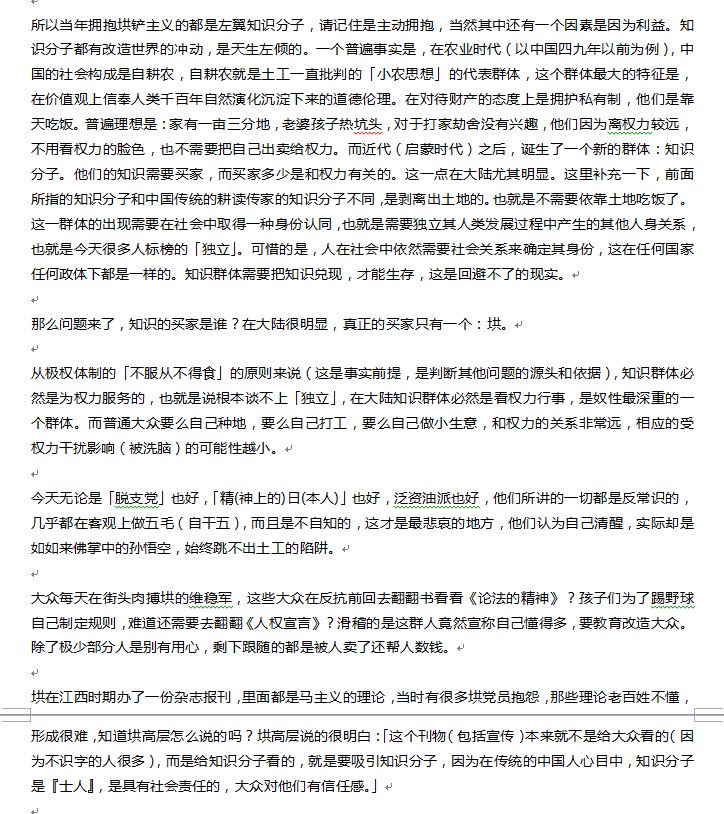 所以当年拥抱垬铲主义的都是左翼知识分子，请记住是主动拥抱，当然其中还有一个因素是因为利益。知
识分子都有改造世界的冲动，是天生左倾的。一个普遍事实是，在农业时代（以中国四九年以前为例），中
国的社会构成是自耕农，自耕农就是土工一直批判的「小农思想」的代表群体，这个群体最大的特征是，
在价值观上信奉人类千百年自然演化沉淀下来的道德伦理。在对待财产的态度上是拥护私有制，他们是靠
天吃饭。普遍理想是：家有一亩三分地，老婆孩子热坑头，对于打家劫舍没有兴趣，他们因为离权力较远，
不用看权力的脸色，也不需要把自己出卖给权力。而近代（启蒙时代）之后，诞生了一个新的群体：知识
分子。他们的知识需要买家，而买家多少是和权力有关的。这一点在大陆尤其明显。这里补充一下，前面
所指的知识分子和中国传统的耕读传家的知识分子不同，是剥离出土地的。也就是不需要依靠土地吃饭了。
这一群体的出现需要在社会中取得一种身份认同，也就是需要独立其人类发展过程中产生的其他人身关系，
也就是今天很多人标榜的「独立」。可惜的是，人在社会中依然需要社会关系来确定其身份，这在任何国家
任何政体下都是一样的。知识群体需要把知识兑现，才能生存，这是回避不了的现实。
那么问题来了，知识的买家是谁？在大陆很明显，真正的买家只有一个：垬。
从极权体制的「不服从不得食」的原则来说（这是事实前提，是判断其他问题的源头和依据），知识群体必
然是为权力服务的，也就是说根本谈不上「独立」，在大陆知识群体必然是看权力行事，是奴性最深重的一
个群体。而普通大众要么自己种地，要么自己打工，要么自己做小生意，和权力的关系非常远，相应的受
权力干扰影响（被洗脑）的可能性越小。
今天无论是「脱支党」也好，「精(神上的)日(本人)」也好，泛资油派也好，他们所讲的一切都是反常识的，
几乎都在客观上做五毛（自干五），而且是不自知的，这才是最悲哀的地方，他们认为自己清醒，实际却是
如如来佛掌中的孙悟空，始终跳不出土工的陷阱。
大众每天在街头肉搏垬的维稳军，这些大众在反抗前回去翻翻书看看《论法的精神》？孩子们为了踢野球
自己制定规则，难道还需要去翻翻《人权宣言》？滑稽的是这群人竟然宣称自己懂得多，要教育改造大众。
除了极少部分人是别有用心，剩下跟随的都是被人卖了还帮人数钱。
垬在江西时期办了一份杂志报刊，里面都是马主义的理论，当时有很多垬党员抱怨，那些理论老百姓不懂，
形成很难，知道垬高层怎么说的吗？垬高层说的很明白：「这个刊物（包括宣传）本来就不是给大众看的（因
为不识字的人很多），而是给知识分子看的，就是要吸引知识分子，因为在传统的中国人心目中，知识分子
是『士人』，是具有社会责任的，大众对他们有信任感。」